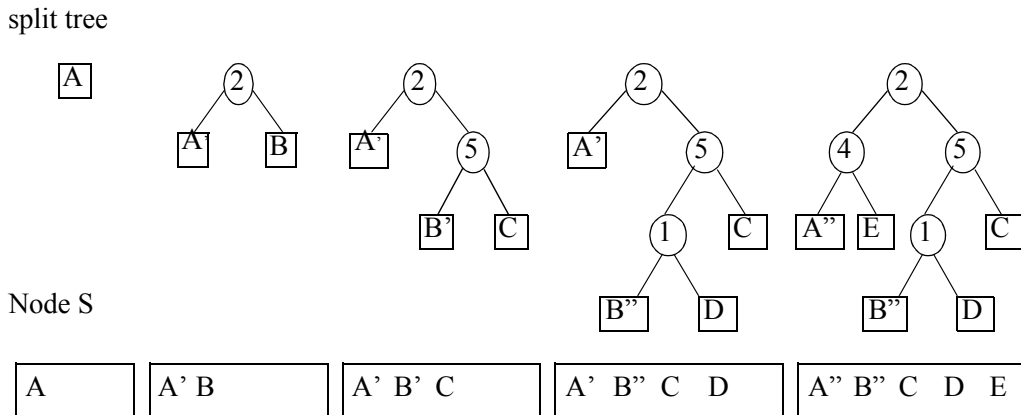 split tree
A 2 2 2 2
A' B A' 5 A' 5 4 5
B' C 1 C A” E 1 C
Node S
B” D B” D
A A’ B A’ B’ C A’ B” C D A” B” C D E